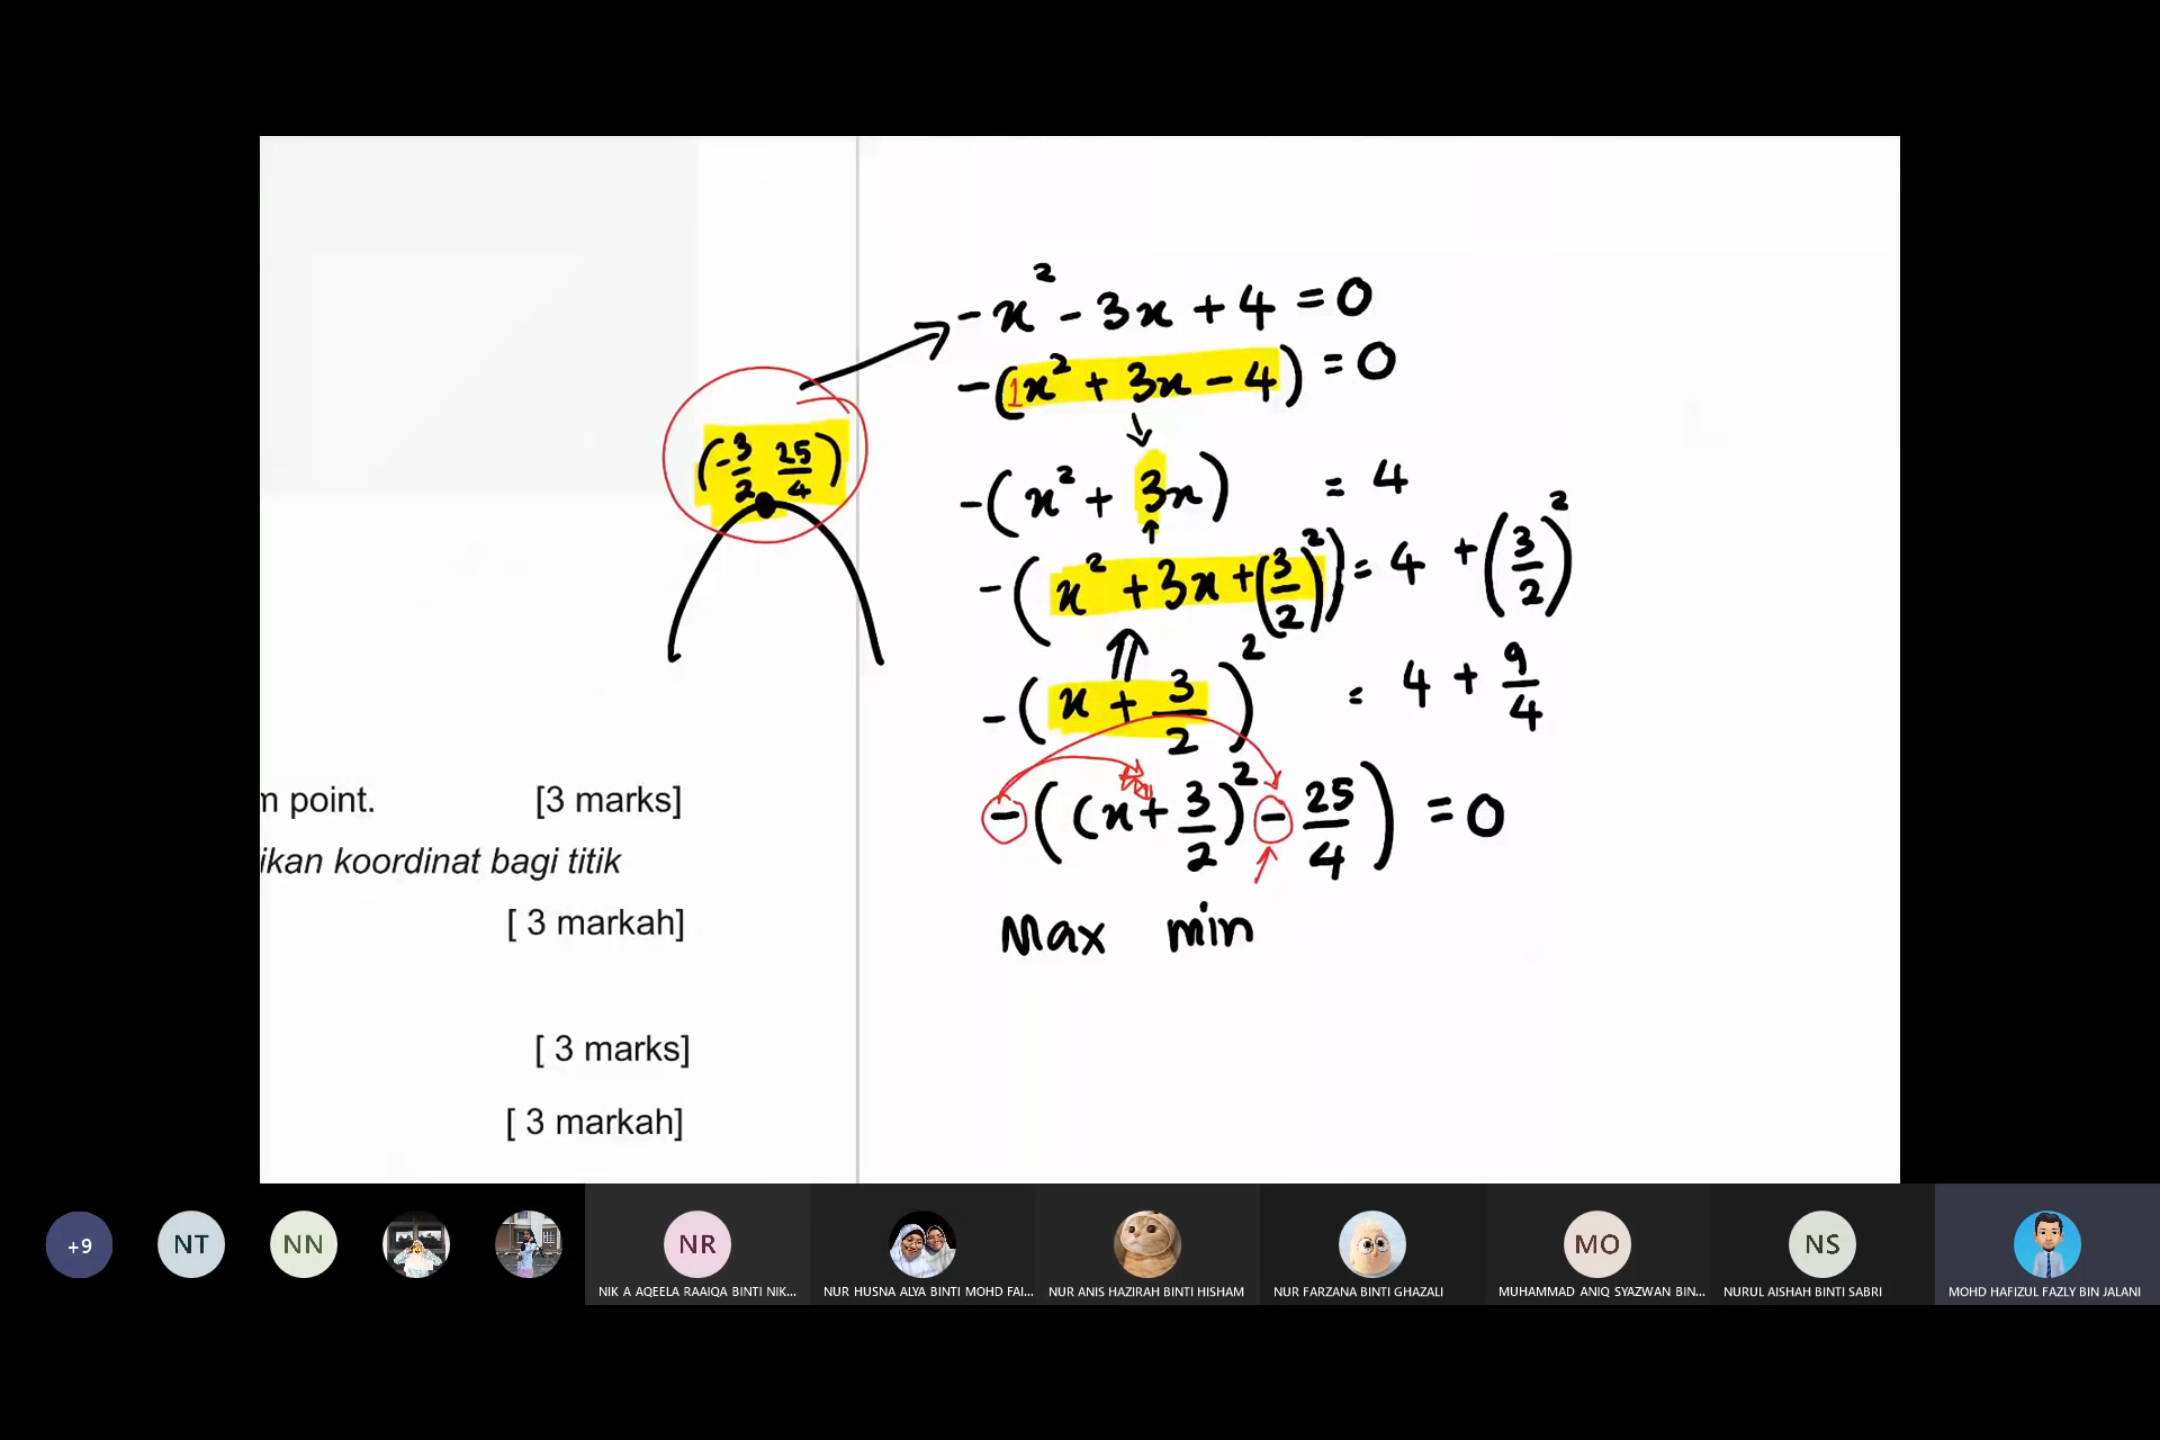 (-3/2 25/4)
m point. [3 marks]
ikan koordinat bagi titik
[ 3 markah]
[ 3 marks]
[ 3 markah]
-x² - 3x + 4 = 0
-(1x² + 3x - 4) = 0
-(x² + 3x) = 4
-(x² + 3x + (3/2)²) = 4 + (3/2)²
-(x + 3/2)² = 4 + 9/4
-((x + 3/2)² - 25/4) = 0
Max min
+9
NT
NN
NR
MO
NS
NIK A AQEELA RAAIQA BINTI NIK...
NUR HUSNA ALYA BINTI MOHD FAI...
NUR ANIS HAZIRAH BINTI HISHAM
NUR FARZANA BINTI GHAZALI
MUHAMMAD ANIQ SYAZWAN BIN...
NURUL AISHAH BINTI SABRI
MOHD HAFIZUL FAZLY BIN JALANI